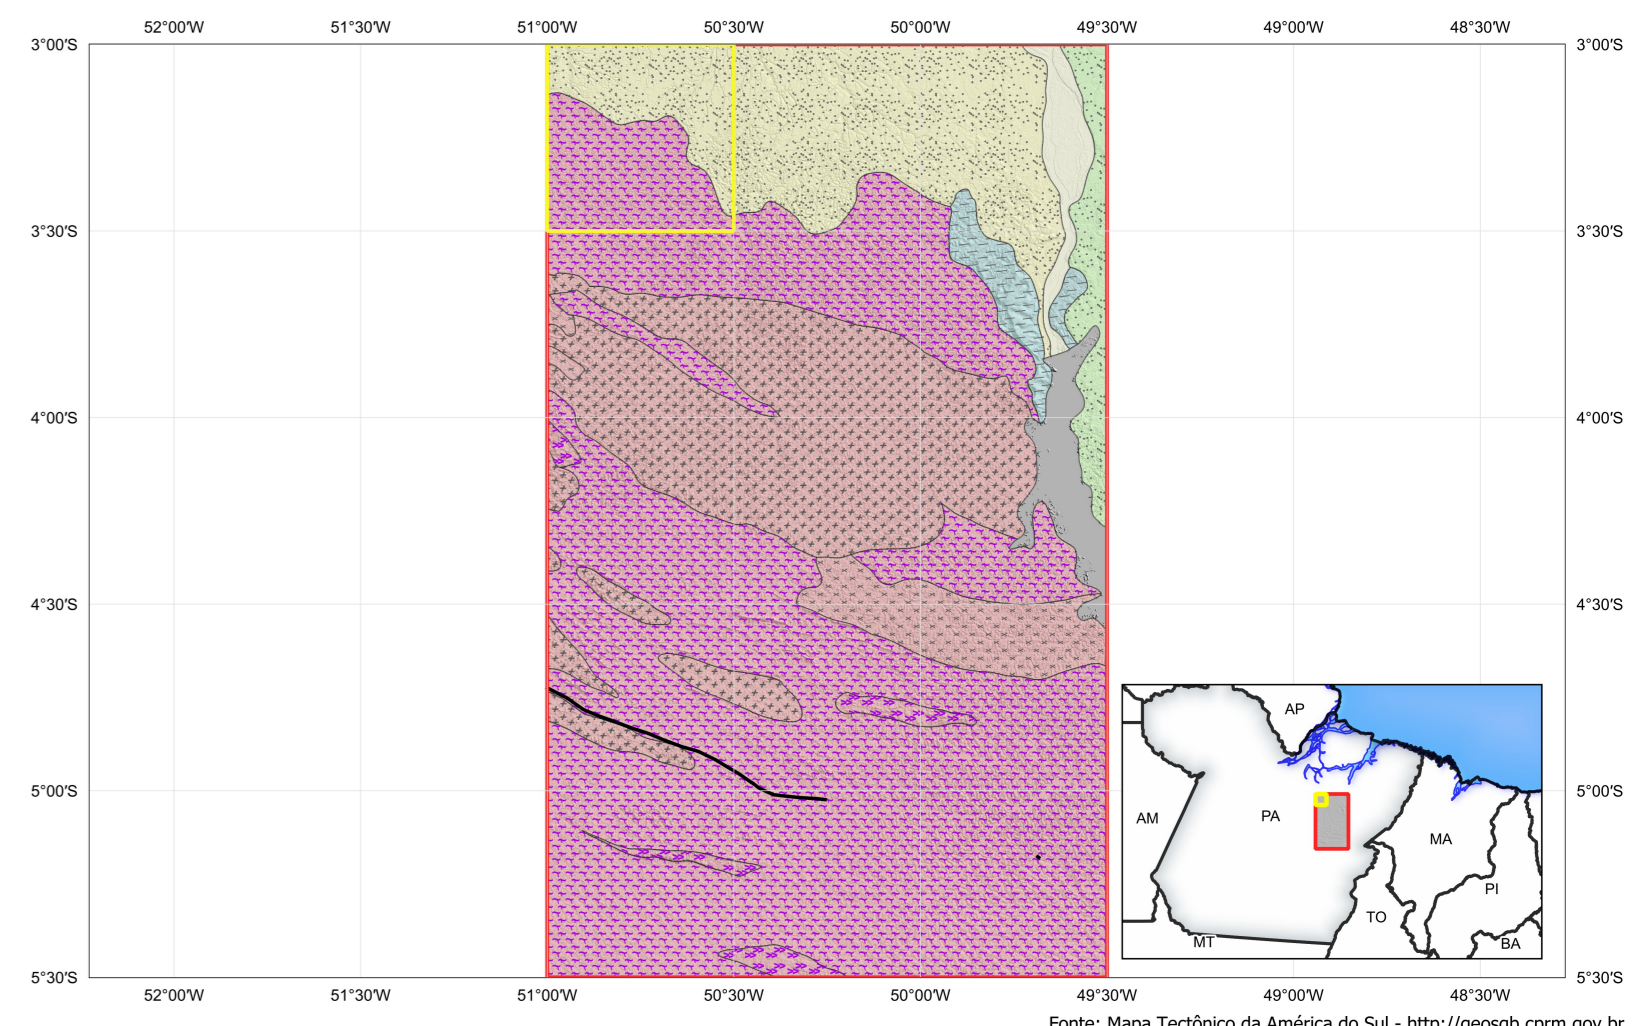 52°00'W 51°30'W 51°00'W 50°30'W 50°00'W 49°30'W 49°00'W 48°30'W
3°00'S 3°00'S
3°30'S 3°30'S
4°00'S 4°00'S
4°30'S 4°30'S
AP
5°00'S 5°00'S
AM PA MA
PI
TO
MT BA
5°30'S 5°30'S
52°00'W 51°30'W 51°00'W 50°30'W 50°00'W 49°30'W 49°00'W 48°30'W
Fonte: Mapa Tectônico da América do Sul - http://geosgb.cprm.gov.br